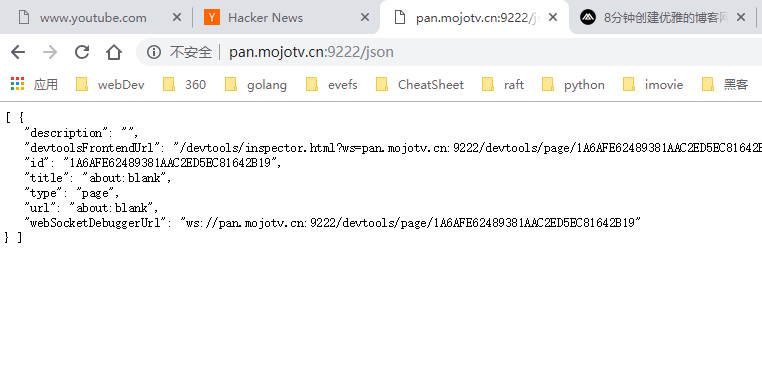 www.youtube.com
Hacker News
pan.mojotv.cn:9222/js
8分钟创建优雅的博客网
不安全 | pan.mojotv.cn:9222/json
应用 webDev 360 golang evefs CheatSheet raft python imovie 黑客
[ {
"description": "",
"devtoolsFrontendUrl": "/devtools/inspector.html?ws=pan.mojotv.cn:9222/devtools/page/1A6AFE62489381AAC2ED5EC81642B
"id": "1A6AFE62489381AAC2ED5EC81642B19",
"title": "about:blank",
"type": "page",
"url": "about:blank",
"webSocketDebuggerUrl": "ws://pan.mojotv.cn:9222/devtools/page/1A6AFE62489381AAC2ED5EC81642B19"
} ]